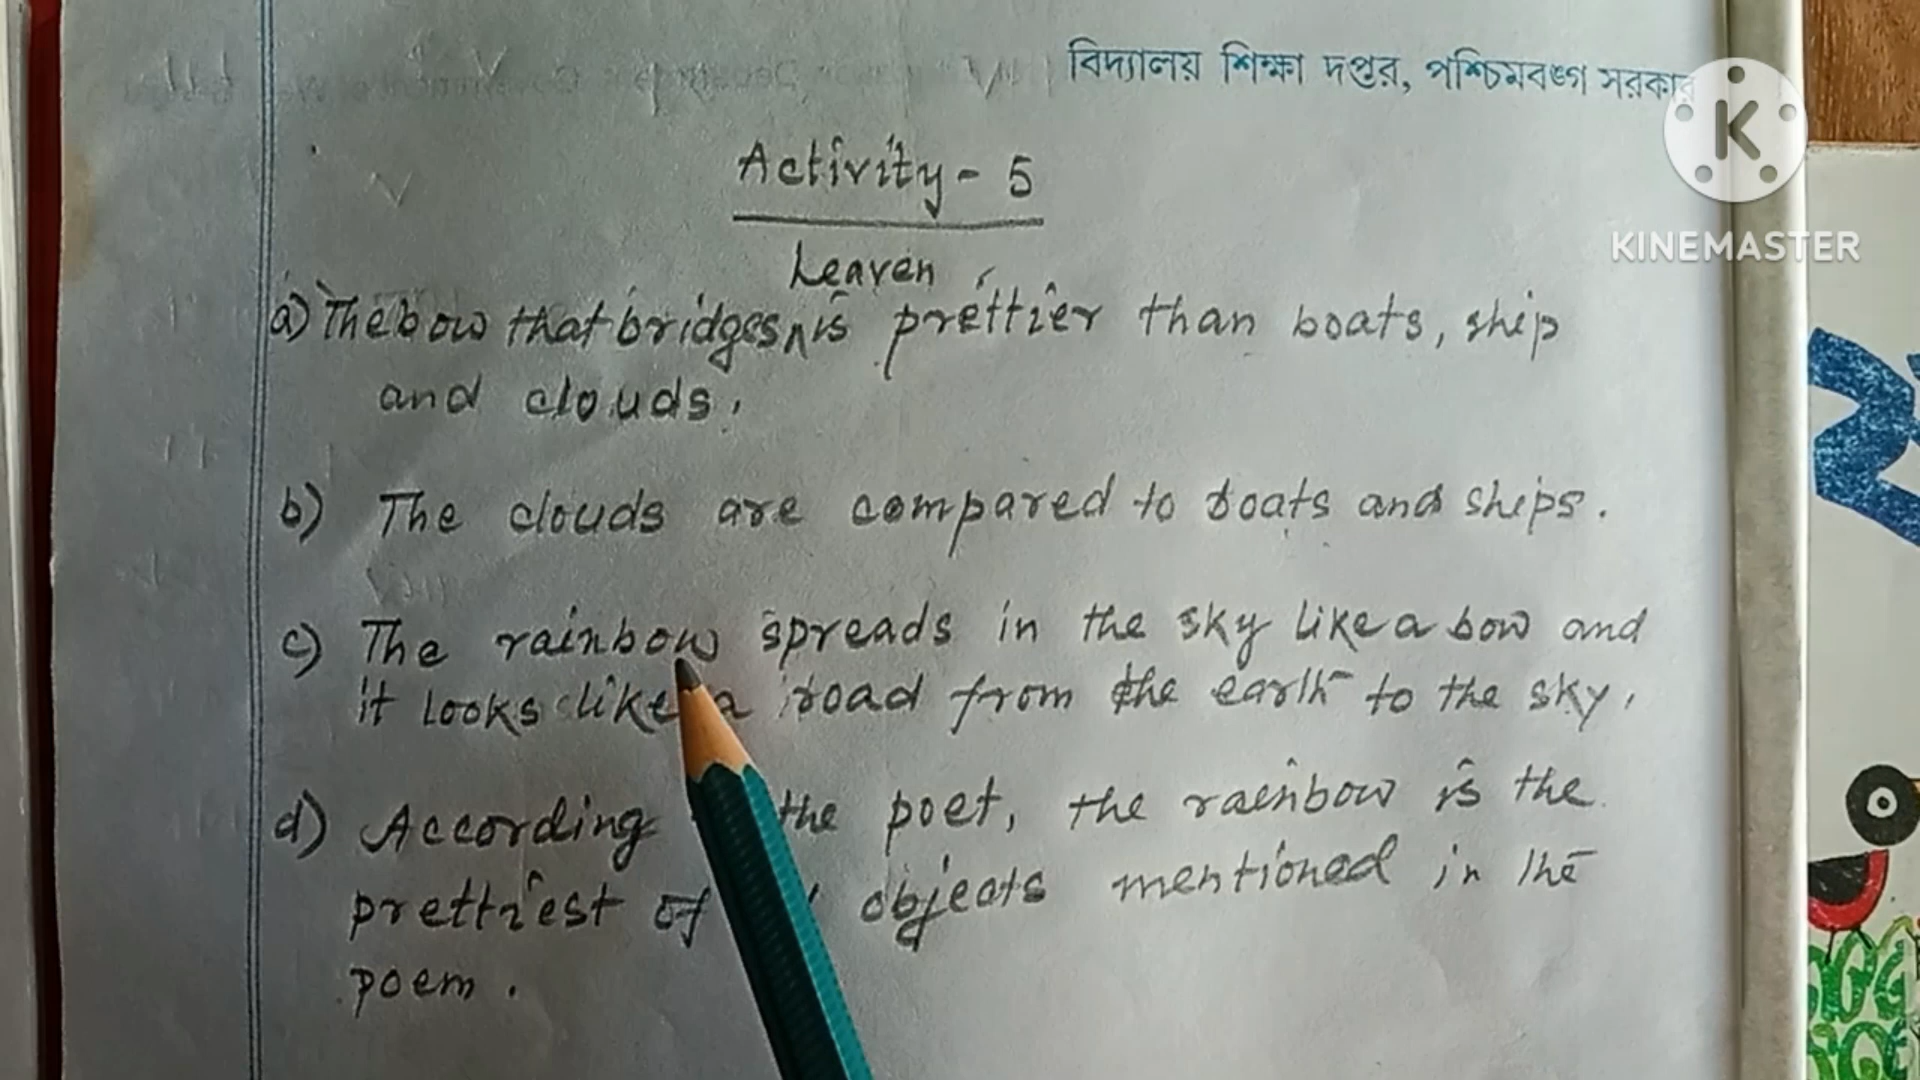 বিদ্যালয় শিক্ষা দপ্তর, পশ্চিমবঙ্গ সরকার
K
KINEMASTER
Activity - 5
heaven
a) The bow that bridges ∧ is prettier than boats, ship
and clouds.
b) The clouds are compared to boats and ships.
c) The rainbow spreads in the sky like a bow and
it looks like a road from the earth to the sky.
d) According the poet, the rainbow is the
prettiest of objects mentioned in the
poem.